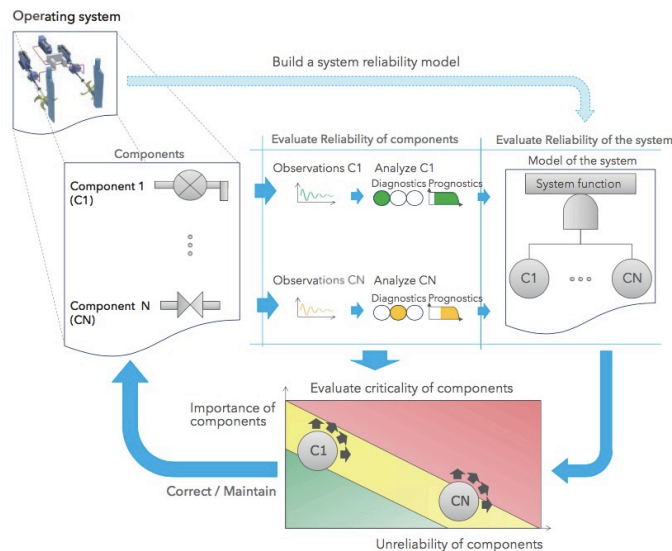 Operating system
Build a system reliability model
Evaluate Reliability of components
Evaluate Reliability of the system
Components
Component 1
(C1)
Component N
(CN)
Observations C1
Analyze C1
Diagnostics
Prognostics
Observations CN
Analyze CN
Diagnostics
Prognostics
Model of the system
System function
C1
CN
Evaluate criticality of components
Importance of
components
C1
CN
Correct / Maintain
Unreliability of components